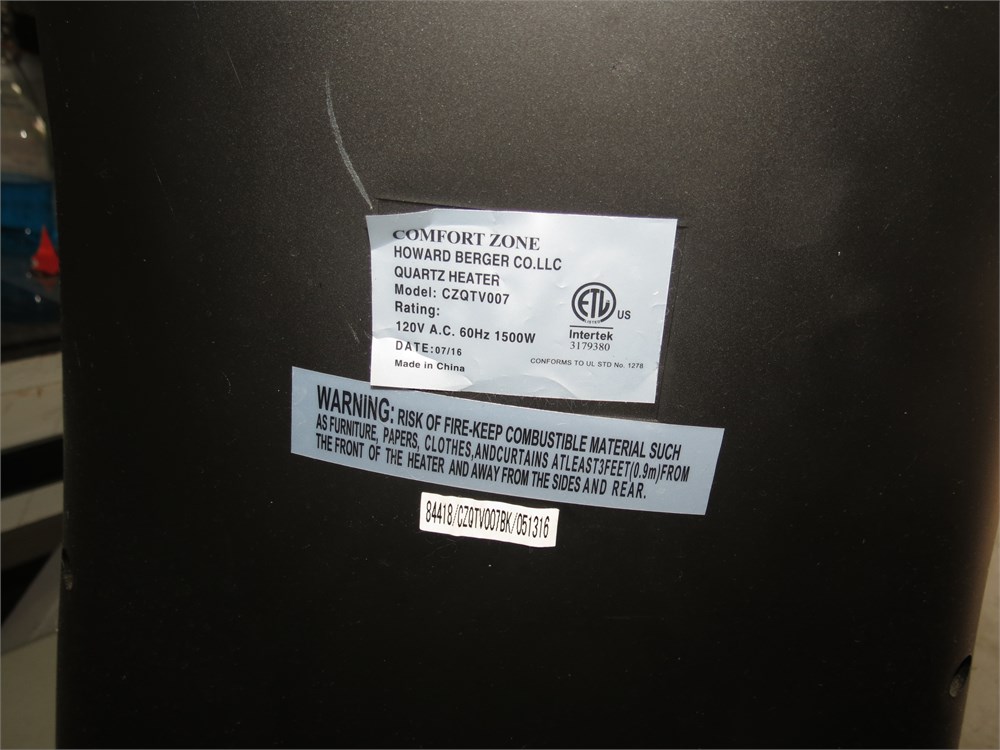 COMFORT ZONE
HOWARD BERGER CO.LLC
QUARTZ HEATER
Model: CZQTV007
Rating:
120V A.C. 60Hz 1500W
DATE:07/16
Made in China
ETL US
LISTED
Intertek
3179380
CONFORMS TO UL STD No. 1278
WARNING: RISK OF FIRE-KEEP COMBUSTIBLE MATERIAL SUCH
AS FURNITURE, PAPERS, CLOTHES,ANDCURTAINS ATLEAST3FEET(0.9m)FROM
THE FRONT OF THE HEATER AND AWAY FROM THE SIDES AND REAR.
84418/CZQTV007BK/051316